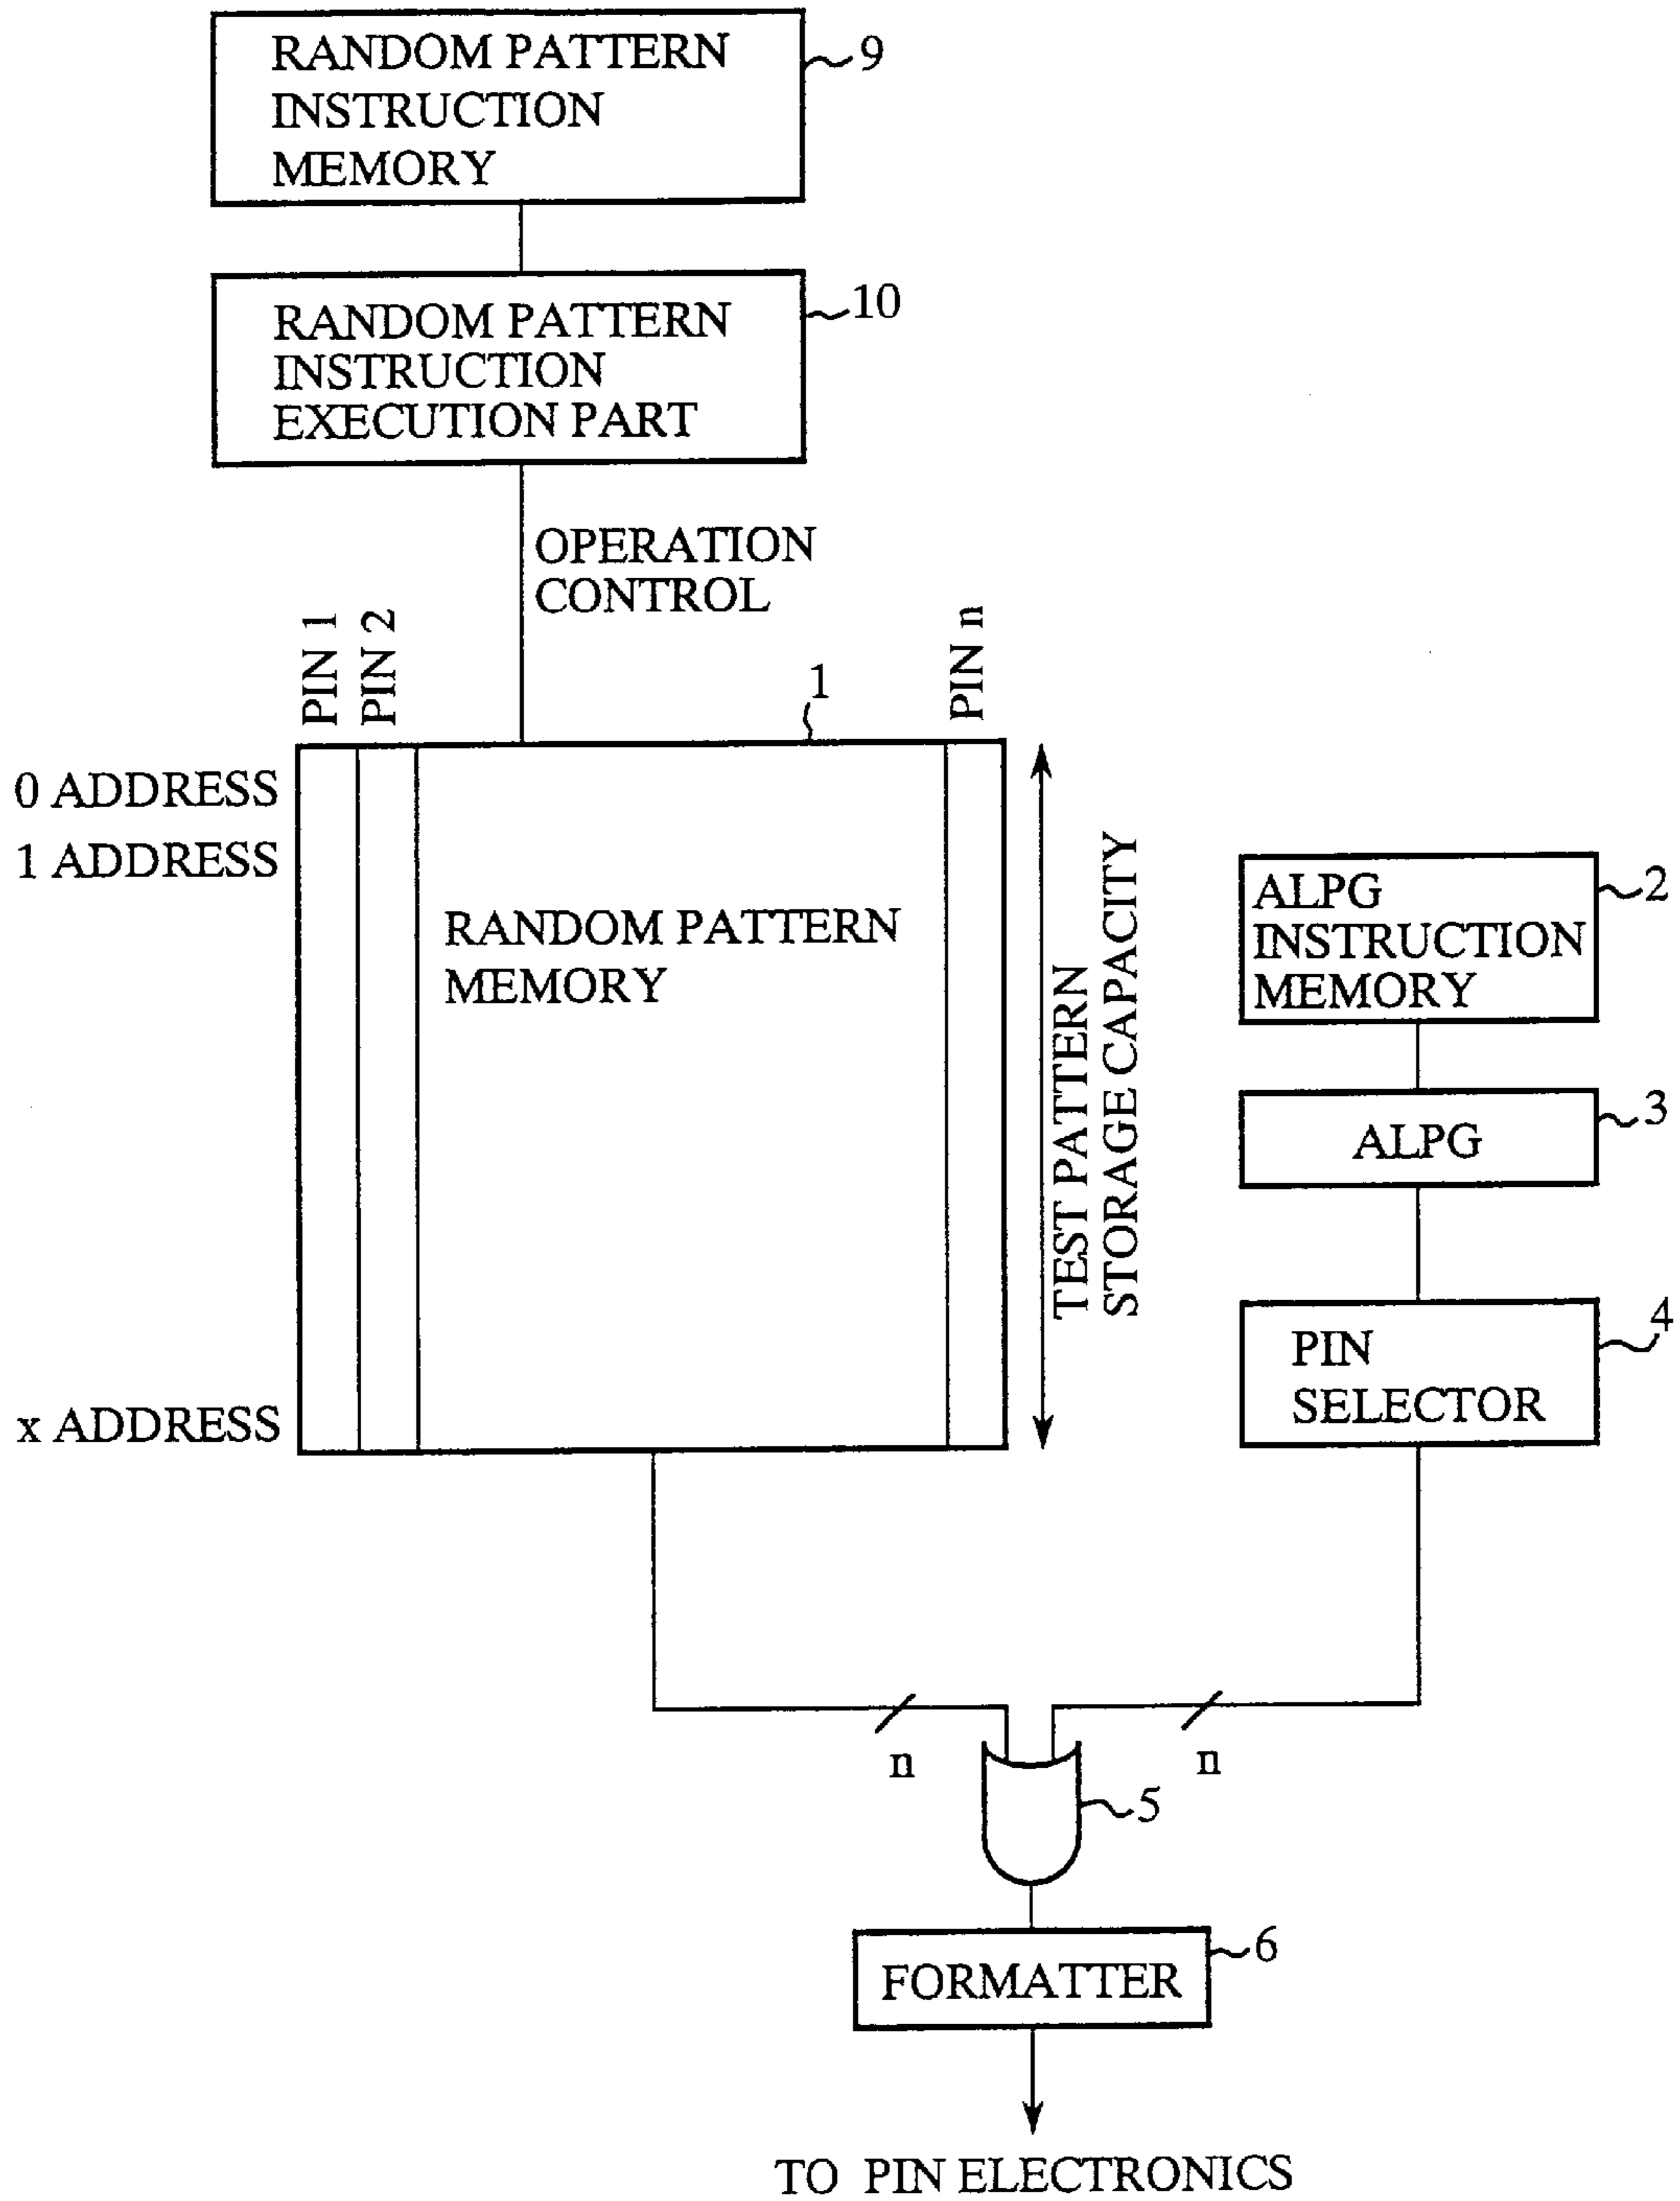 RANDOM PATTERN
INSTRUCTION
MEMORY
9
RANDOM PATTERN
INSTRUCTION
EXECUTION PART
10
OPERATION
CONTROL
PIN 1
PIN 2
PIN n
1
0 ADDRESS
1 ADDRESS
x ADDRESS
RANDOM PATTERN
MEMORY
TEST PATTERN
STORAGE CAPACITY
ALPG
INSTRUCTION
MEMORY
2
ALPG
3
PIN
SELECTOR
4
n
n
5
FORMATTER
6
TO PIN ELECTRONICS